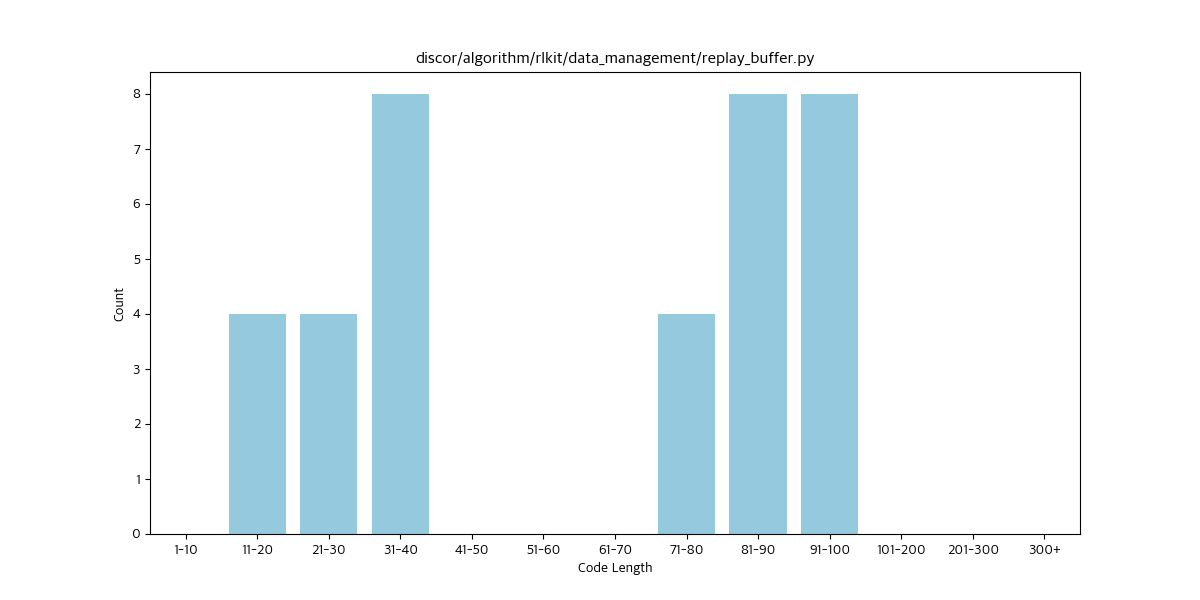 discor/algorithm/rlkit/data_management/replay_buffer.py
8
7
6
5
4
3
2
1
0
Count
1-10 11-20 21-30 31-40 41-50 51-60 61-70 71-80 81-90 91-100 101-200 201-300 300+
Code Length